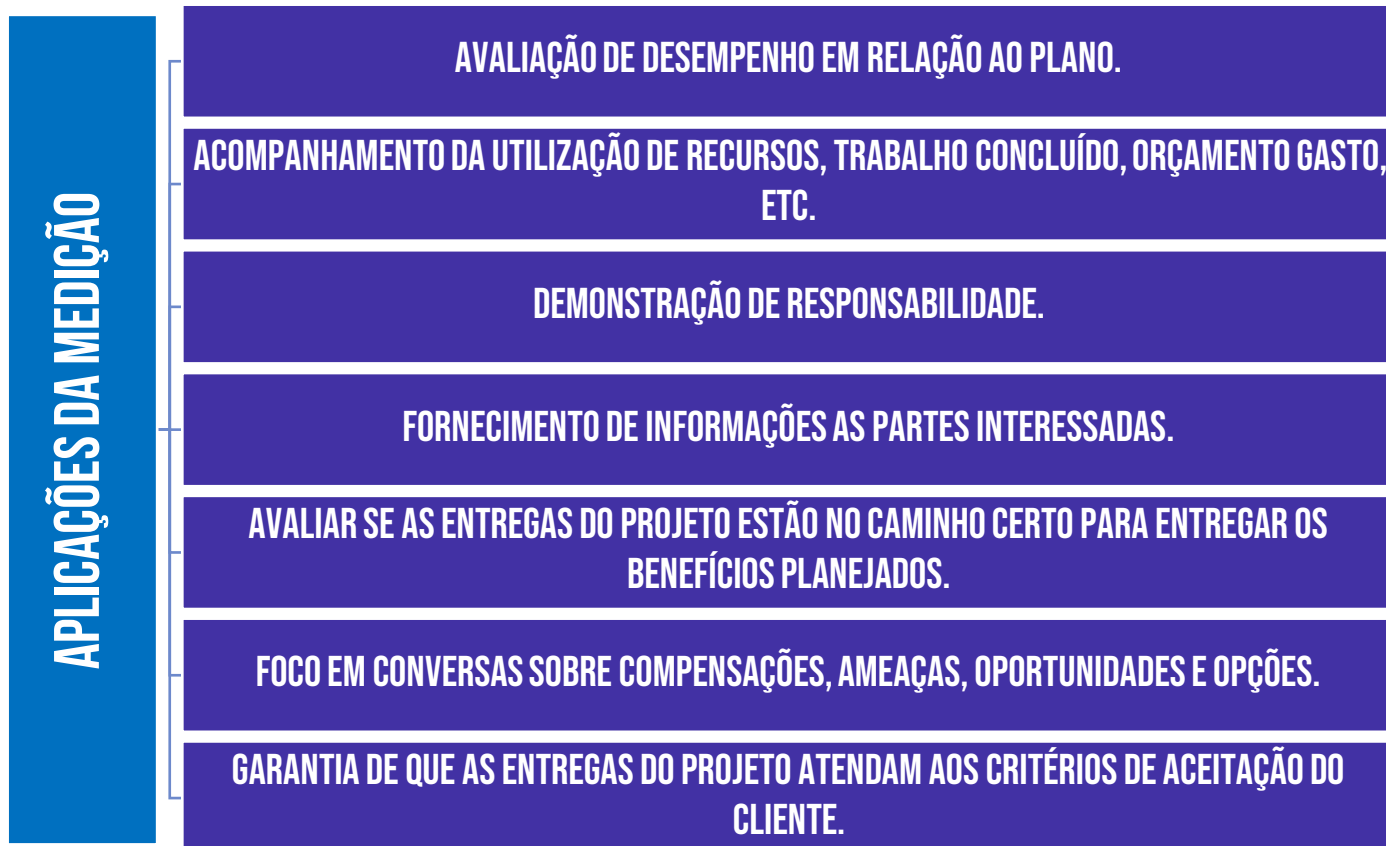 APLICAÇÕES DA MEDIÇÃO
AVALIAÇÃO DE DESEMPENHO EM RELAÇÃO AO PLANO.
ACOMPANHAMENTO DA UTILIZAÇÃO DE RECURSOS, TRABALHO CONCLUÍDO, ORÇAMENTO GASTO,
ETC.
DEMONSTRAÇÃO DE RESPONSABILIDADE.
FORNECIMENTO DE INFORMAÇÕES AS PARTES INTERESSADAS.
AVALIAR SE AS ENTREGAS DO PROJETO ESTÃO NO CAMINHO CERTO PARA ENTREGAR OS
BENEFÍCIOS PLANEJADOS.
FOCO EM CONVERSAS SOBRE COMPENSAÇÕES, AMEAÇAS, OPORTUNIDADES E OPÇÕES.
GARANTIA DE QUE AS ENTREGAS DO PROJETO ATENDAM AOS CRITÉRIOS DE ACEITAÇÃO DO
CLIENTE.